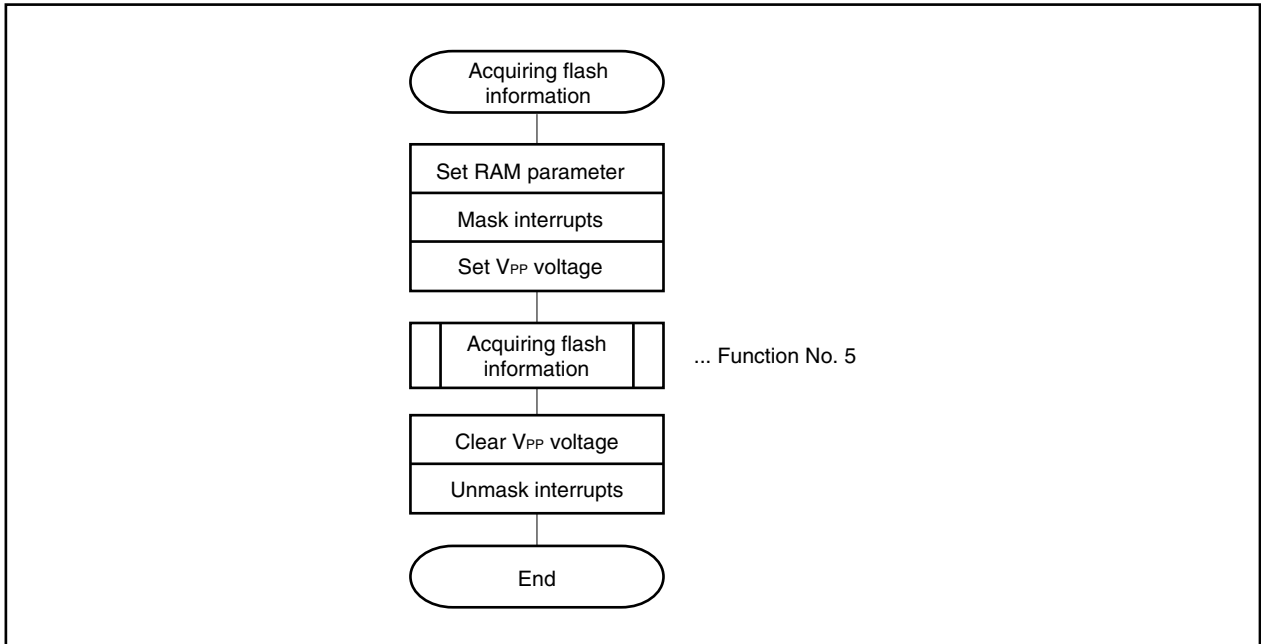 Acquiring flash
information
Set RAM parameter
Mask interrupts
Set VPP voltage
Acquiring flash
information
... Function No. 5
Clear VPP voltage
Unmask interrupts
End